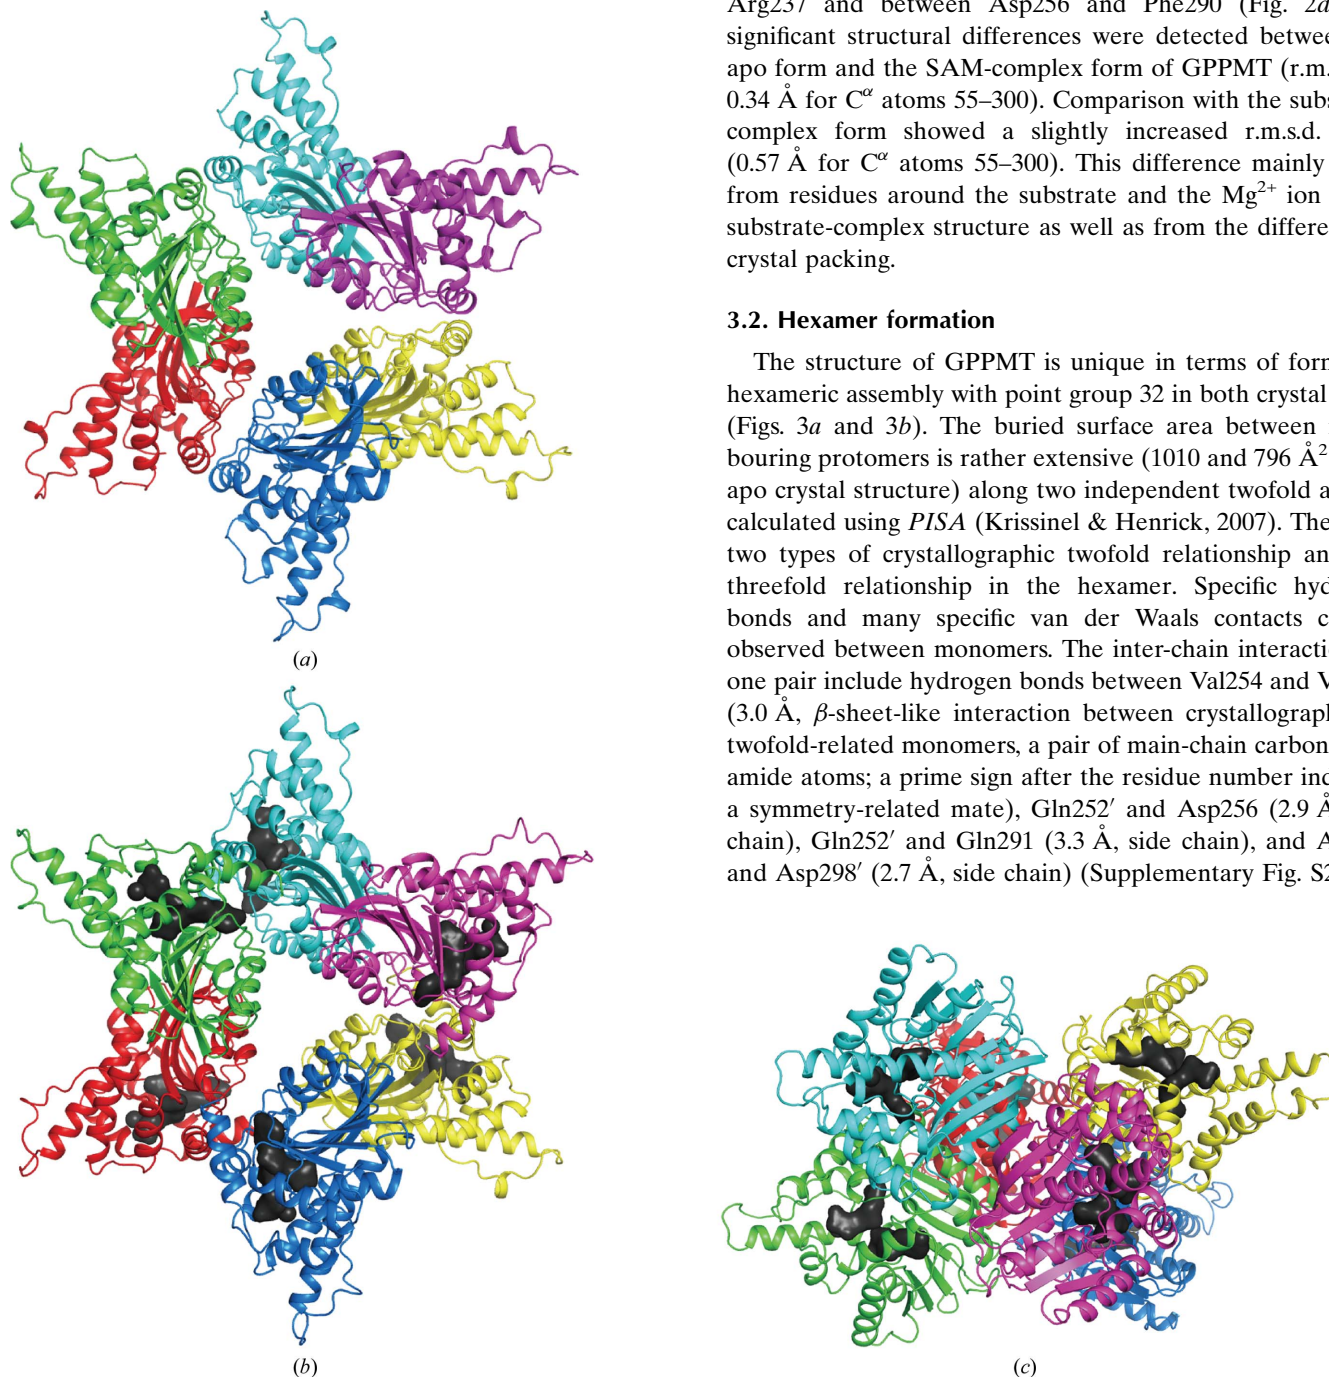 Arg237 and between Asp256 and Phe290 (Fig. 2d
significant structural differences were detected between
apo form and the SAM-complex form of GPPMT (r.m.
0.34 Å for Cα atoms 55–300). Comparison with the subs
complex form showed a slightly increased r.m.s.d.
(0.57 Å for Cα atoms 55–300). This difference mainly
from residues around the substrate and the Mg2+ ion
substrate-complex structure as well as from the differe
crystal packing.
3.2. Hexamer formation
The structure of GPPMT is unique in terms of form
hexameric assembly with point group 32 in both crystal
(Figs. 3a and 3b). The buried surface area between
bouring protomers is rather extensive (1010 and 796 Å2
apo crystal structure) along two independent twofold a
calculated using PISA (Krissinel & Henrick, 2007). The
two types of crystallographic twofold relationship an
threefold relationship in the hexamer. Specific hyd
bonds and many specific van der Waals contacts c
observed between monomers. The inter-chain interactio
one pair include hydrogen bonds between Val254 and V
(3.0 Å, β-sheet-like interaction between crystallograph
twofold-related monomers, a pair of main-chain carbon
amide atoms; a prime sign after the residue number ind
a symmetry-related mate), Gln252′ and Asp256 (2.9 Å
chain), Gln252′ and Gln291 (3.3 Å, side chain), and A
and Asp298′ (2.7 Å, side chain) (Supplementary Fig. S2
(a)
(b)
(c)